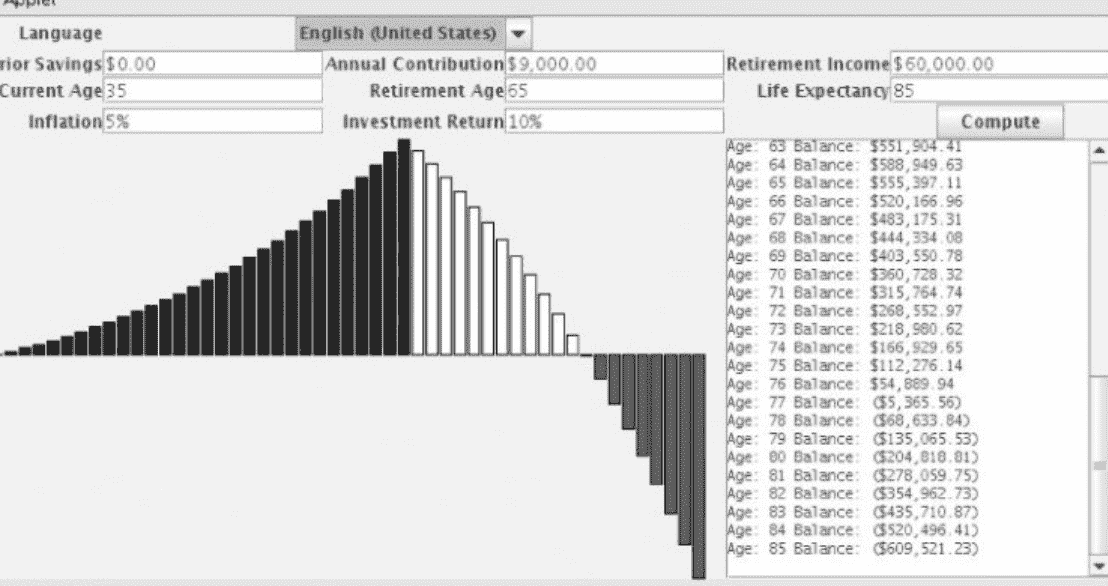 Applet
Language English (United States)
rior Savings $0.00 Annual Contribution $9,000.00 Retirement Income $60,000.00
Current Age 35 Retirement Age 65 Life Expectancy 85
Inflation 5% Investment Return 10% Compute
Age: 63 Balance: $551,904.41
Age: 64 Balance: $588,949.63
Age: 65 Balance: $555,397.11
Age: 66 Balance: $520,166.96
Age: 67 Balance: $483,175.31
Age: 68 Balance: $444,334.08
Age: 69 Balance: $403,550.78
Age: 70 Balance: $360,728.32
Age: 71 Balance: $315,764.74
Age: 72 Balance: $268,552.97
Age: 73 Balance: $218,980.62
Age: 74 Balance: $166,929.65
Age: 75 Balance: $112,276.14
Age: 76 Balance: $54,889.94
Age: 77 Balance: ($5,365.56)
Age: 78 Balance: ($68,633.84)
Age: 79 Balance: ($135,065.53)
Age: 80 Balance: ($204,818.81)
Age: 81 Balance: ($278,059.75)
Age: 82 Balance: ($354,962.73)
Age: 83 Balance: ($435,710.87)
Age: 84 Balance: ($520,496.41)
Age: 85 Balance: ($609,521.23)